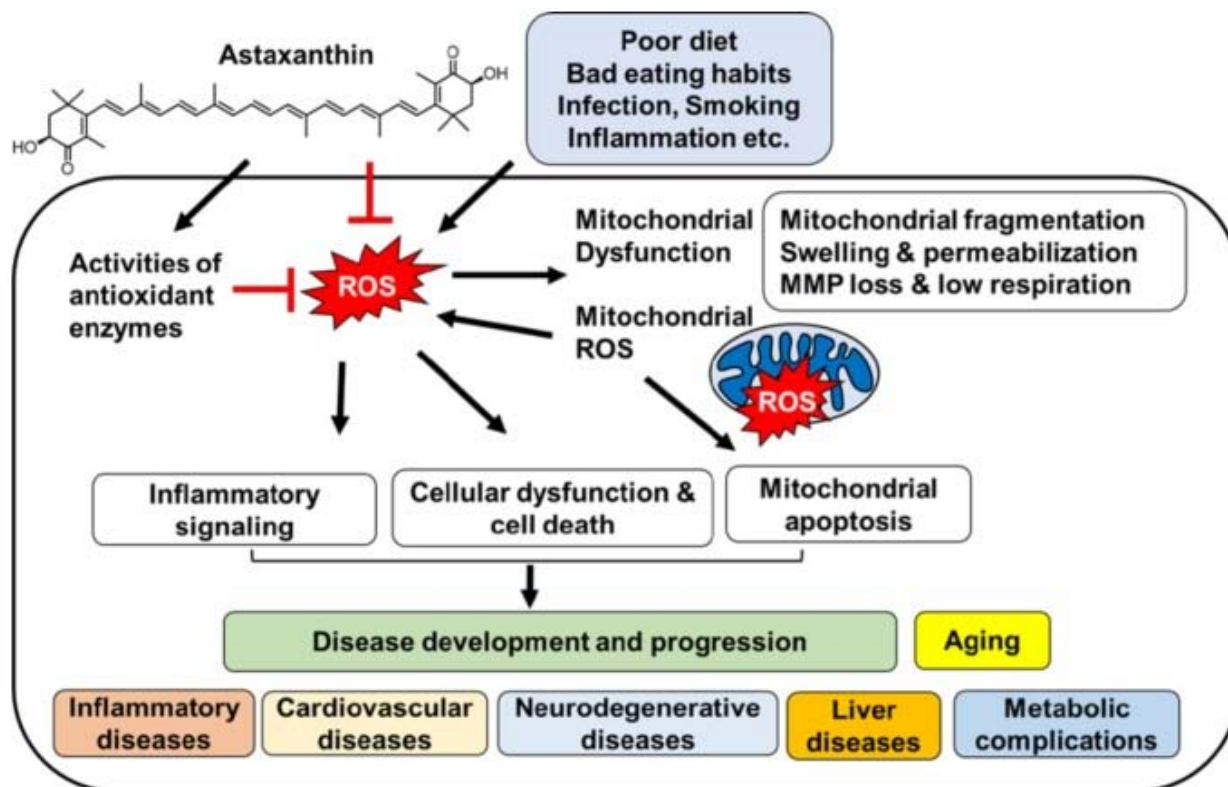 Astaxanthin
O
OH
HO
O
Poor diet
Bad eating habits
Infection, Smoking
Inflammation etc.
Activities of
antioxidant
enzymes
ROS
Mitochondrial
Dysfunction
Mitochondrial fragmentation
Swelling & permeabilization
MMP loss & low respiration
Mitochondrial
ROS
ROS
Inflammatory
signaling
Cellular dysfunction &
cell death
Mitochondrial
apoptosis
Disease development and progression
Aging
Inflammatory
diseases
Cardiovascular
diseases
Neurodegenerative
diseases
Liver
diseases
Metabolic
complications